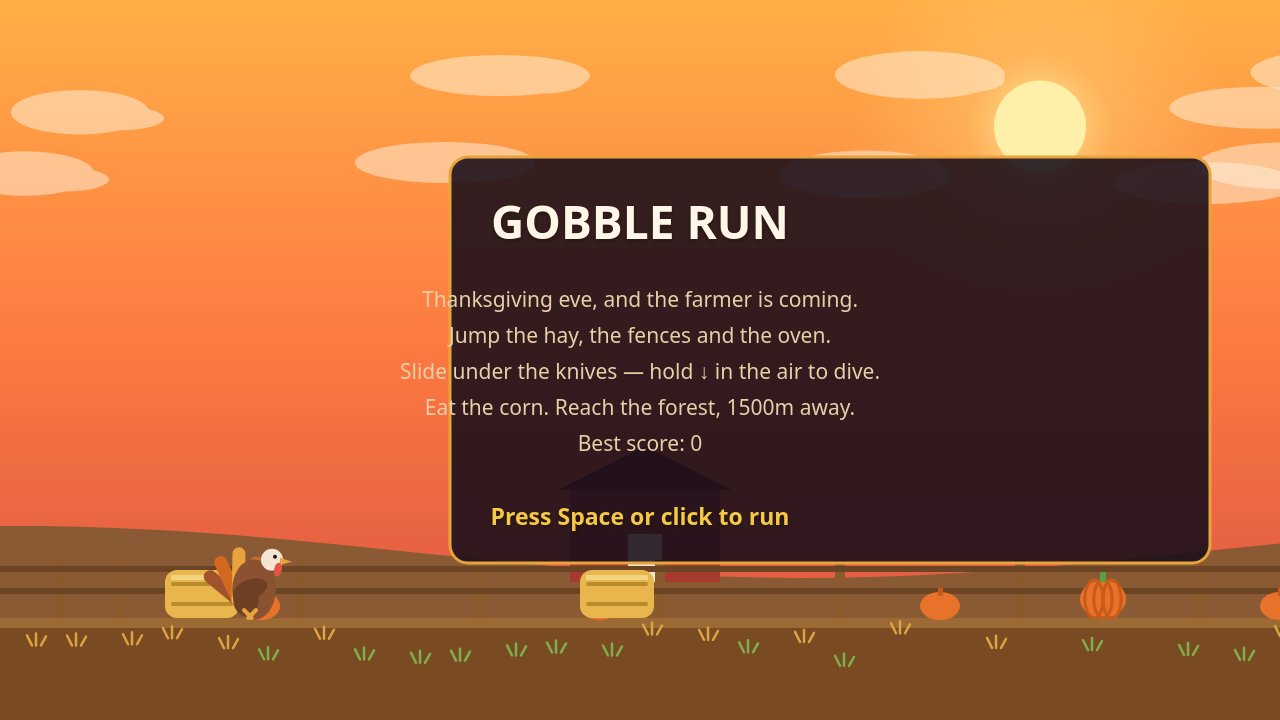 GOBBLE RUN
Thanksgiving eve, and the farmer is coming.
Jump the hay, the fences and the oven.
Slide under the knives — hold ↓ in the air to dive.
Eat the corn. Reach the forest, 1500m away.
Best score: 0
Press Space or click to run